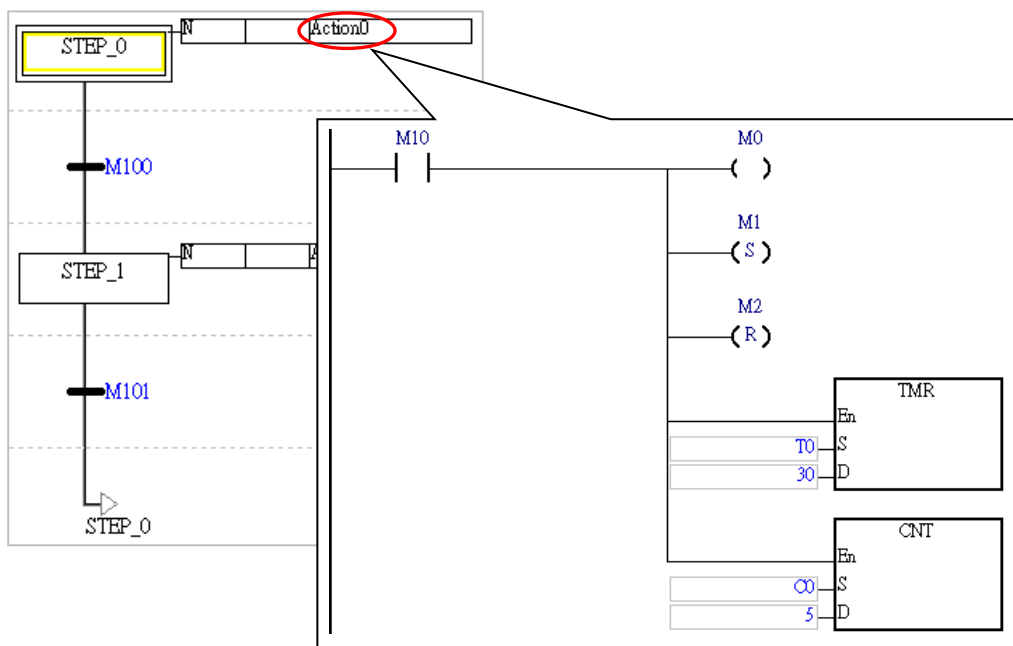 N Action0
STEP_0
M100
N
STEP_1
M101
STEP_0
M10
M0
( )
M1
( S )
M2
( R )
TMR
En
T0 S
30 D
CNT
En
C0 S
5 D